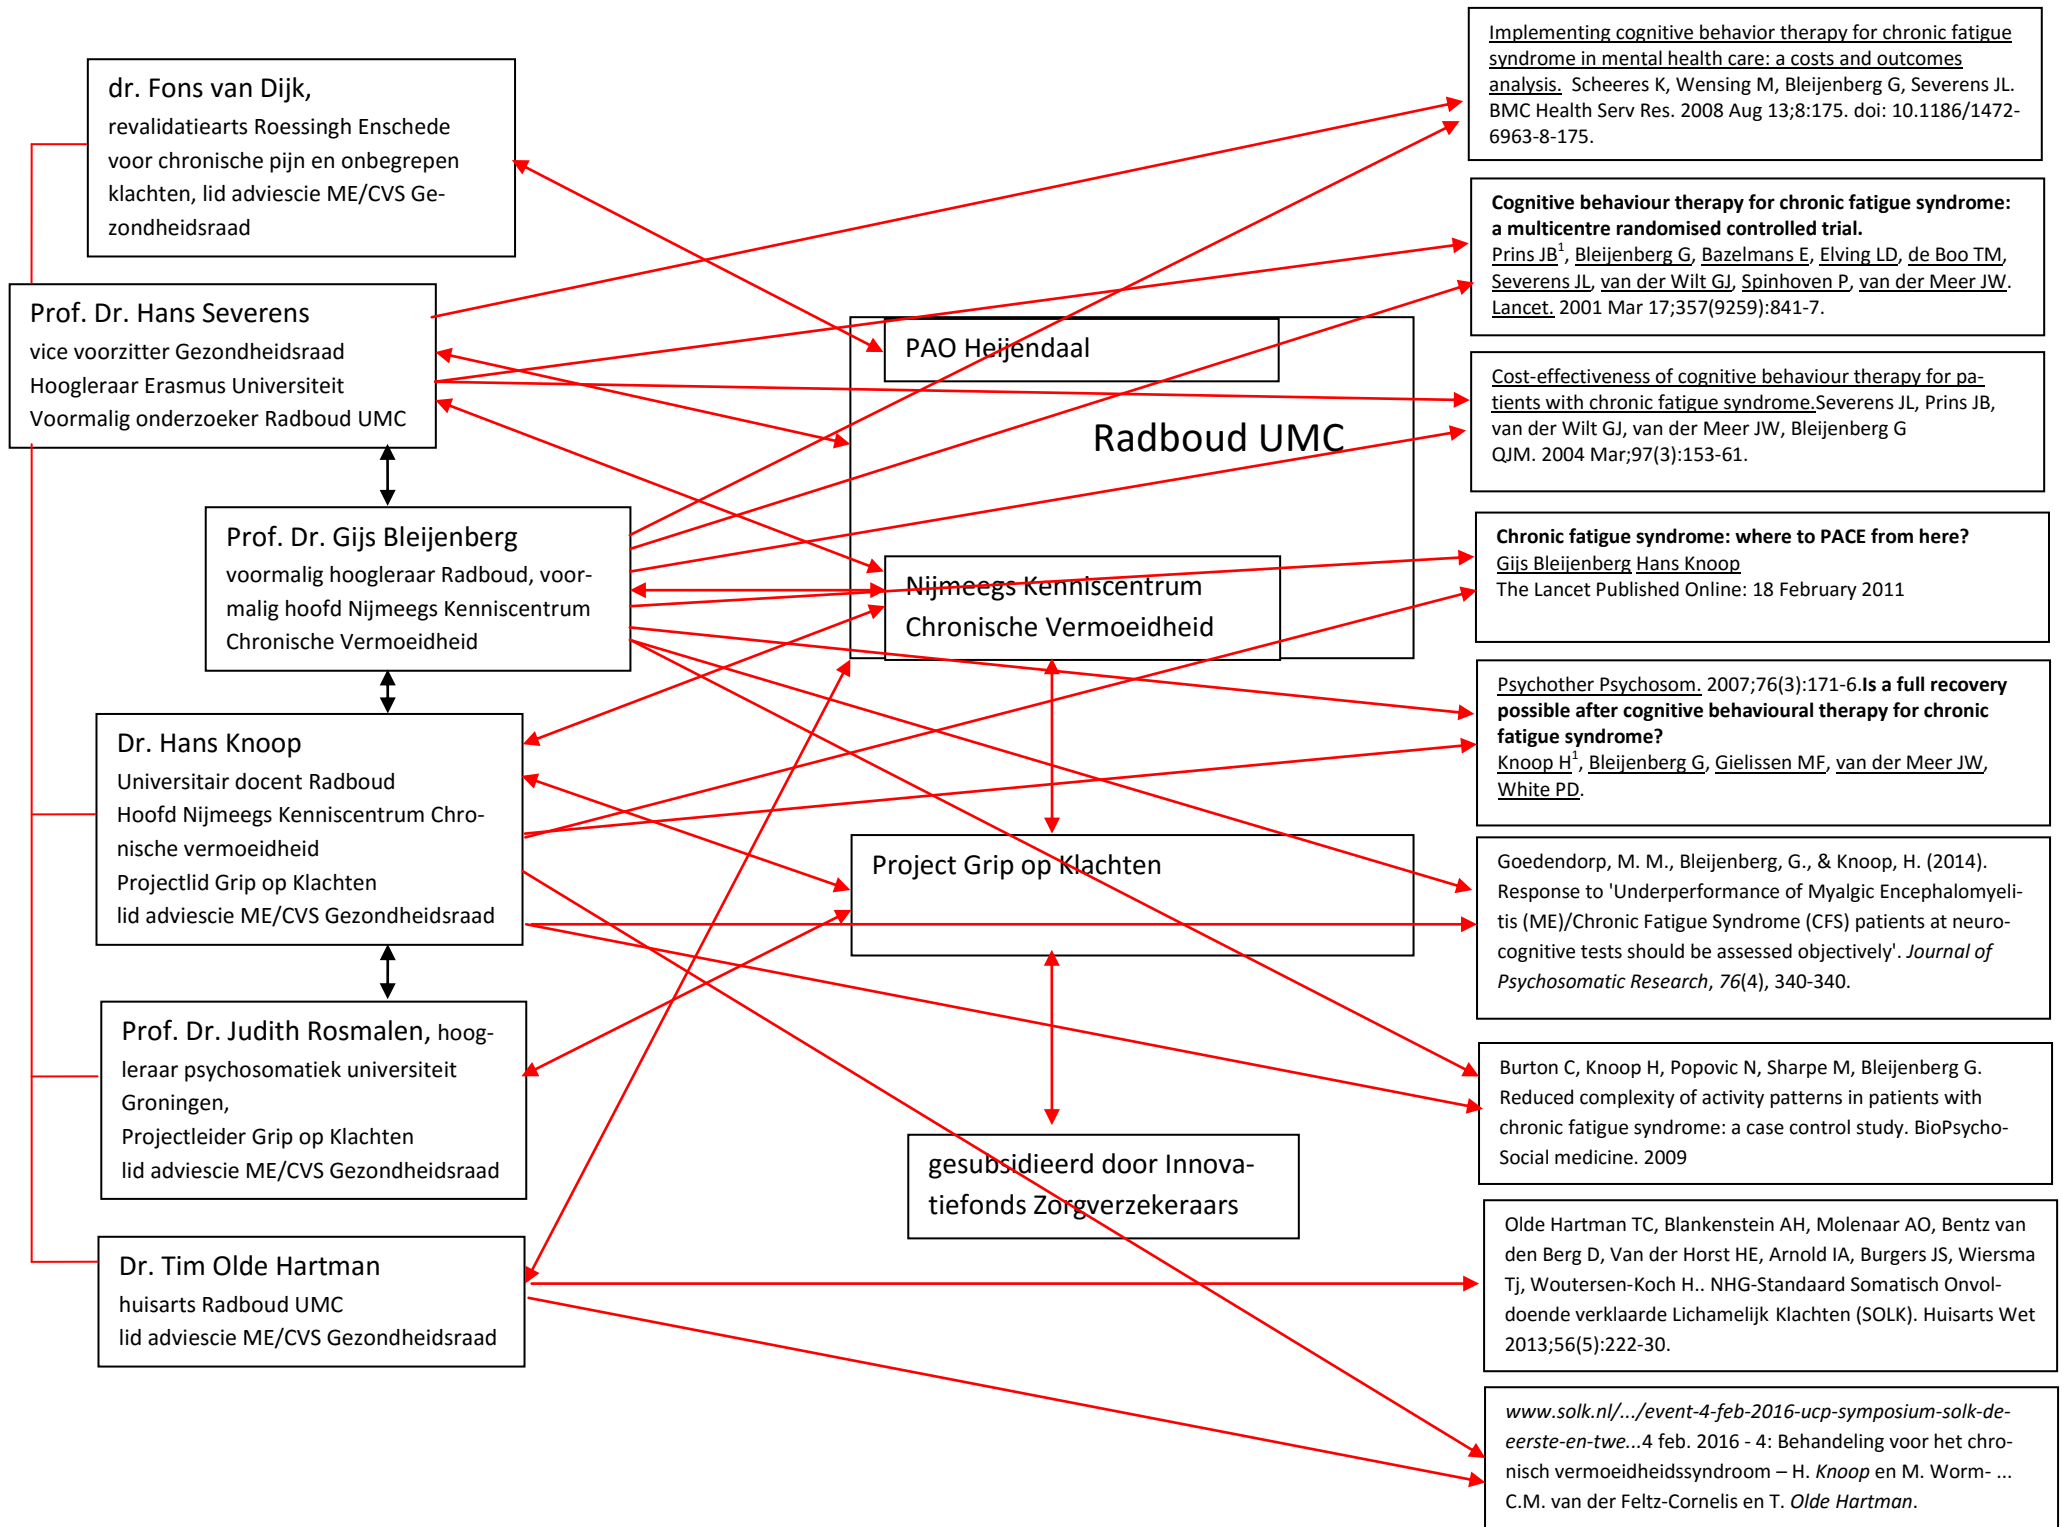 dr. Fons van Dijk,
revalidatiearts Roessingh Enschede
voor chronische pijn en onbegrepen
klachten, lid adviescie ME/CVS Ge-
zondheidsraad
Prof. Dr. Hans Severens
vice voorzitter Gezondheidsraad
Hoogleraar Erasmus Universiteit
Voormalig onderzoeker Radboud UMC
Prof. Dr. Gijs Bleijenberg
voormalig hoogleraar Radboud, voor-
malig hoofd Nijmeegs Kenniscentrum
Chronische Vermoeidheid
Dr. Hans Knoop
Universitair docent Radboud
Hoofd Nijmeegs Kenniscentrum Chro-
nische vermoeidheid
Projectlid Grip op Klachten
lid adviescie ME/CVS Gezondheidsraad
Prof. Dr. Judith Rosmalen, hoog-
leraar psychosomatiek universiteit
Groningen,
Projectleider Grip op Klachten
lid adviescie ME/CVS Gezondheidsraad
Dr. Tim Olde Hartman
huisarts Radboud UMC
lid adviescie ME/CVS Gezondheidsraad
PAO Heijendaal
Radboud UMC
Nijmeegs Kenniscentrum
Chronische Vermoeidheid
Project Grip op Klachten
gesubsidieerd door Innova-
tiefonds Zorgverzekeraars
Implementing cognitive behavior therapy for chronic fatigue
syndrome in mental health care: a costs and outcomes
analysis. Scheeres K, Wensing M, Bleijenberg G, Severens JL.
BMC Health Serv Res. 2008 Aug 13;8:175. doi: 10.1186/1472-
6963-8-175.
Cognitive behaviour therapy for chronic fatigue syndrome:
a multicentre randomised controlled trial.
Prins JB1, Bleijenberg G, Bazelmans E, Elving LD, de Boo TM,
Severens JL, van der Wilt GJ, Spinhoven P, van der Meer JW.
Lancet. 2001 Mar 17;357(9259):841-7.
Cost-effectiveness of cognitive behaviour therapy for pa-
tients with chronic fatigue syndrome.Severens JL, Prins JB,
van der Wilt GJ, van der Meer JW, Bleijenberg G
QJM. 2004 Mar;97(3):153-61.
Chronic fatigue syndrome: where to PACE from here?
Gijs Bleijenberg Hans Knoop
The Lancet Published Online: 18 February 2011
Psychother Psychosom. 2007;76(3):171-6.Is a full recovery
possible after cognitive behavioural therapy for chronic
fatigue syndrome?
Knoop H1, Bleijenberg G, Gielissen MF, van der Meer JW,
White PD.
Goedendorp, M. M., Bleijenberg, G., & Knoop, H. (2014).
Response to 'Underperformance of Myalgic Encephalomyeli-
tis (ME)/Chronic Fatigue Syndrome (CFS) patients at neuro-
cognitive tests should be assessed objectively'. Journal of
Psychosomatic Research, 76(4), 340-340.
Burton C, Knoop H, Popovic N, Sharpe M, Bleijenberg G.
Reduced complexity of activity patterns in patients with
chronic fatigue syndrome: a case control study. BioPsycho-
Social medicine. 2009
Olde Hartman TC, Blankenstein AH, Molenaar AO, Bentz van
den Berg D, Van der Horst HE, Arnold IA, Burgers JS, Wiersma
Tj, Woutersen-Koch H.. NHG-Standaard Somatisch Onvol-
doende verklaarde Lichamelijk Klachten (SOLK). Huisarts Wet
2013;56(5):222-30.
www.solk.nl/.../event-4-feb-2016-ucp-symposium-solk-de-
eerste-en-twe...4 feb. 2016 - 4: Behandeling voor het chro-
nisch vermoeidheidssyndroom – H. Knoop en M. Worm- ...
C.M. van der Feltz-Cornelis en T. Olde Hartman.